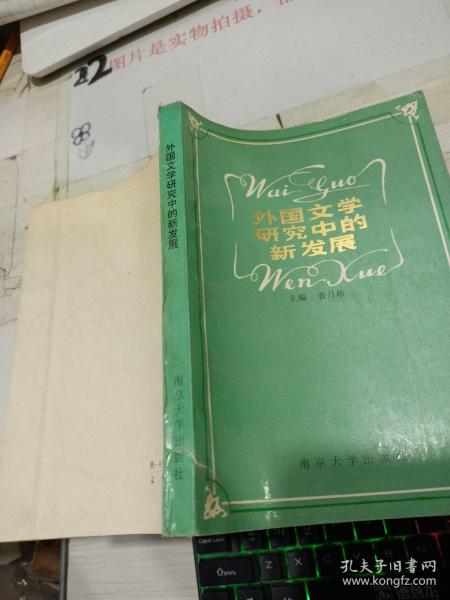 22图片是实物拍摄,
外国文学研究中的新发展
南京大学出版社
Wai Guo
外国文学
研究中的
新发展
Wen Xue
主编
南京大学出版
孔夫子旧书网
www.kongfz.com